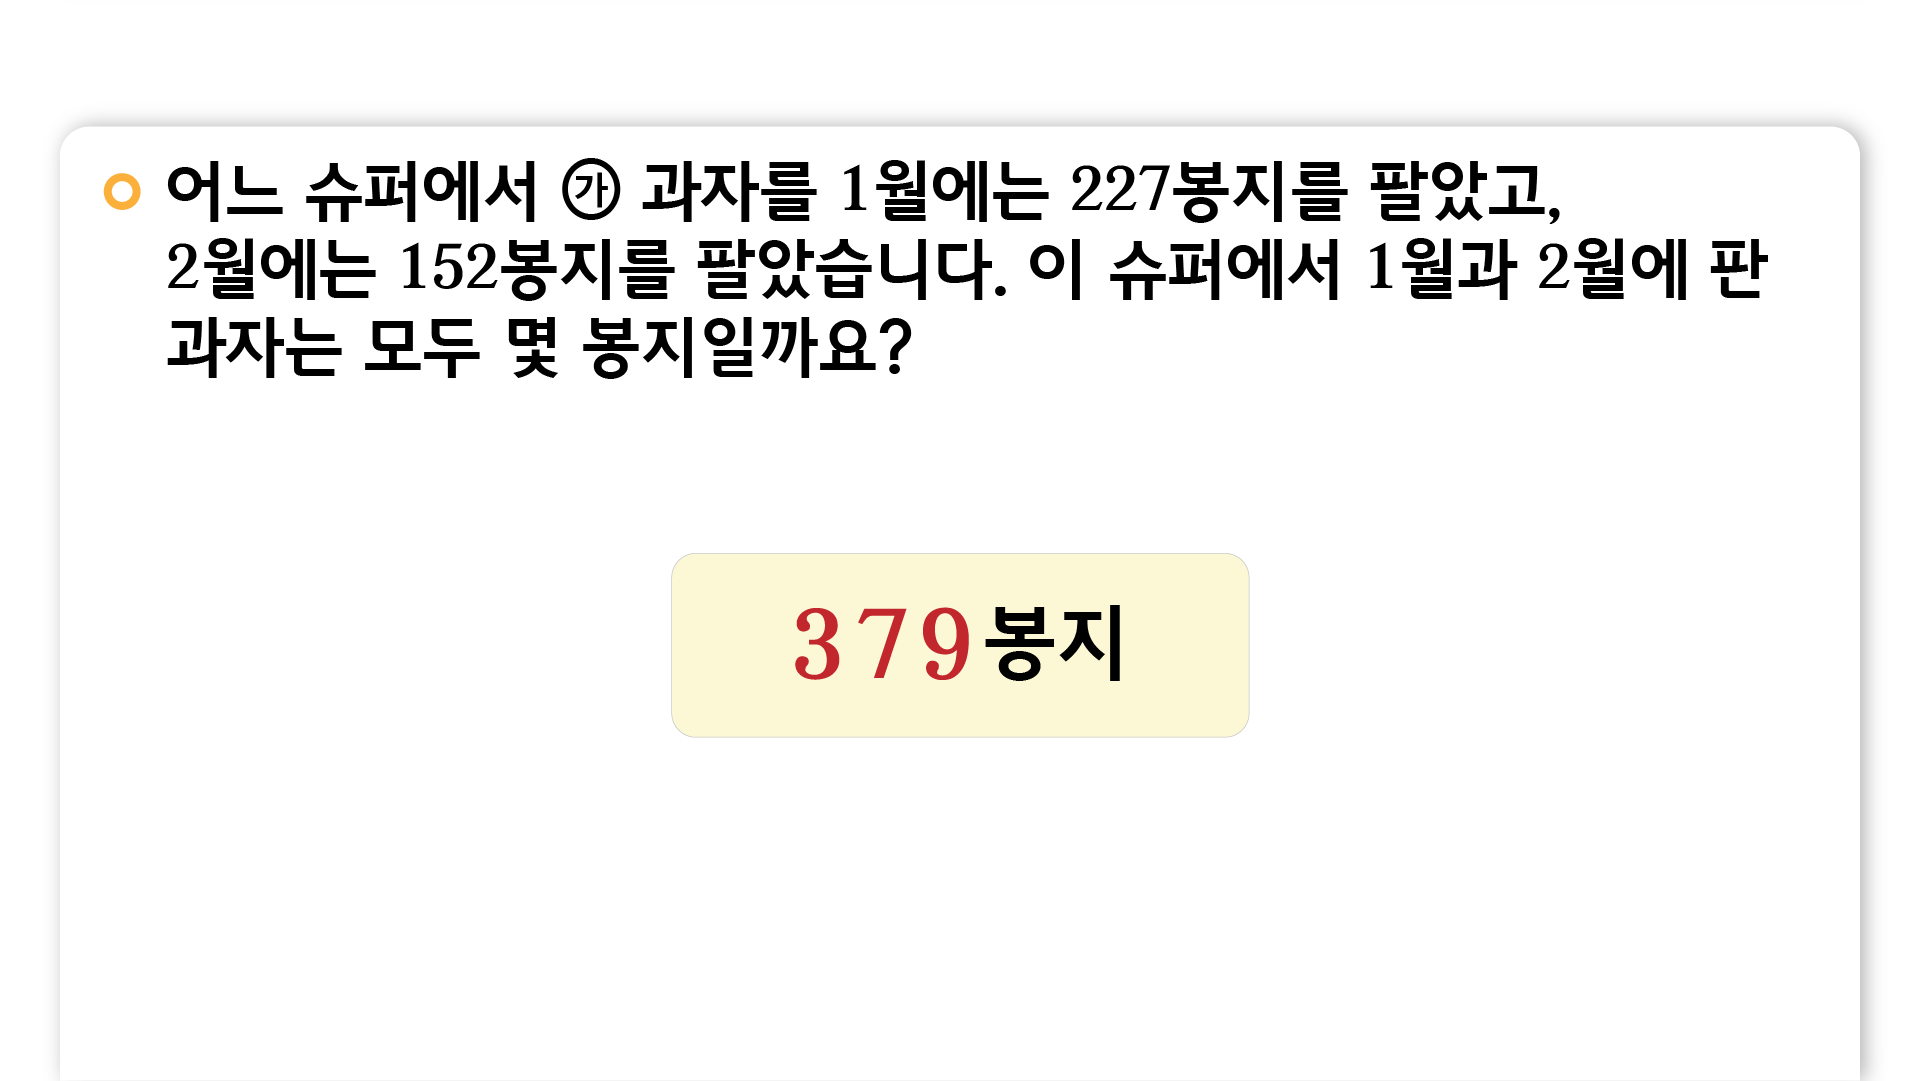 어느 슈퍼에서 ㉮ 과자를 1월에는 227봉지를 팔았고,
2월에는 152봉지를 팔았습니다. 이 슈퍼에서 1월과 2월에 판
과자는 모두 몇 봉지일까요?
379봉지